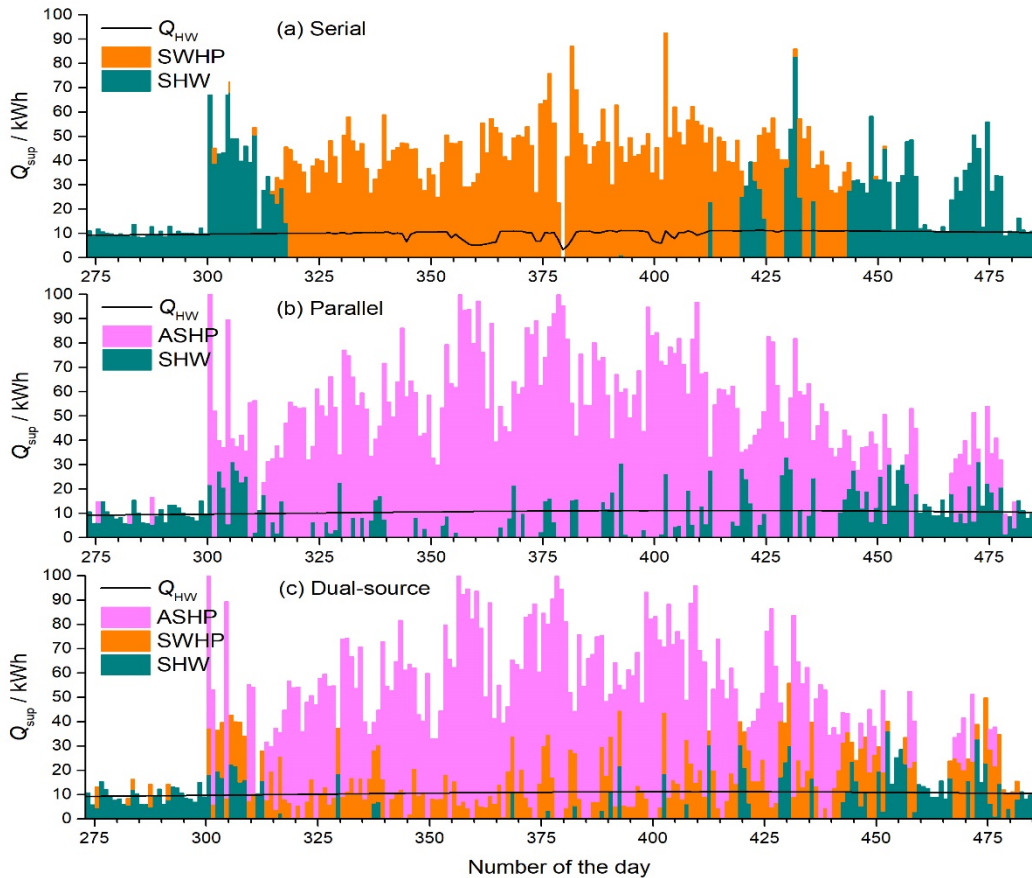 (a) Serial
Q_HW
SWHP
SHW
Q_sup / kWh
100
90
80
70
60
50
40
30
20
10
0
275 300 325 350 375 400 425 450 475
(b) Parallel
Q_HW
ASHP
SHW
Q_sup / kWh
100
90
80
70
60
50
40
30
20
10
0
275 300 325 350 375 400 425 450 475
(c) Dual-source
Q_HW
ASHP
SWHP
SHW
Q_sup / kWh
100
90
80
70
60
50
40
30
20
10
0
275 300 325 350 375 400 425 450 475
Number of the day